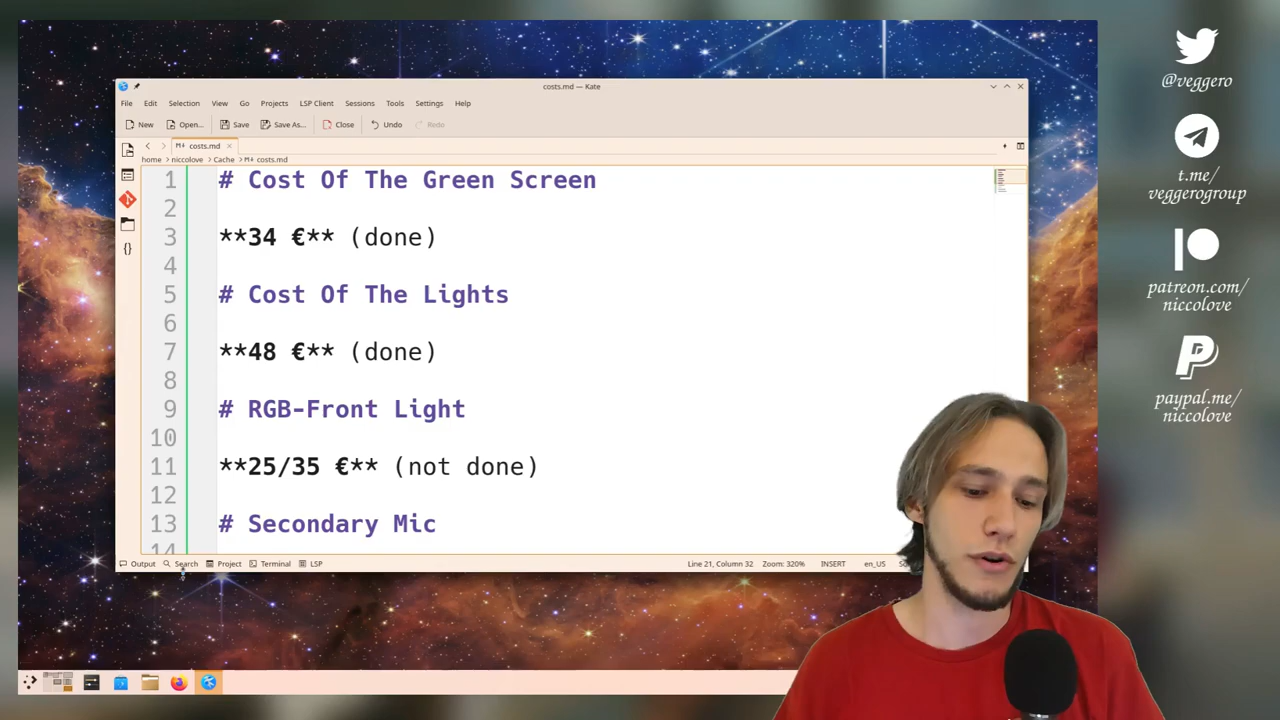 costs.md — Kate
File Edit Selection View Go Projects LSP Client Sessions Tools Settings Help
New Open... Save Save As... Close Undo Redo
costs.md
home niccolove Cache costs.md
1 # Cost Of The Green Screen
2
3 **34 €** (done)
4
5 # Cost Of The Lights
6
7 **48 €** (done)
8
9 # RGB-Front Light
10
11 **25/35 €** (not done)
12
13 # Secondary Mic
14
Output Search Project Terminal LSP Line 21, Column 32 Zoom: 320% INSERT en_US
@veggero
t.me/
veggerogroup
patreon.com/
niccolove
paypal.me/
niccolove